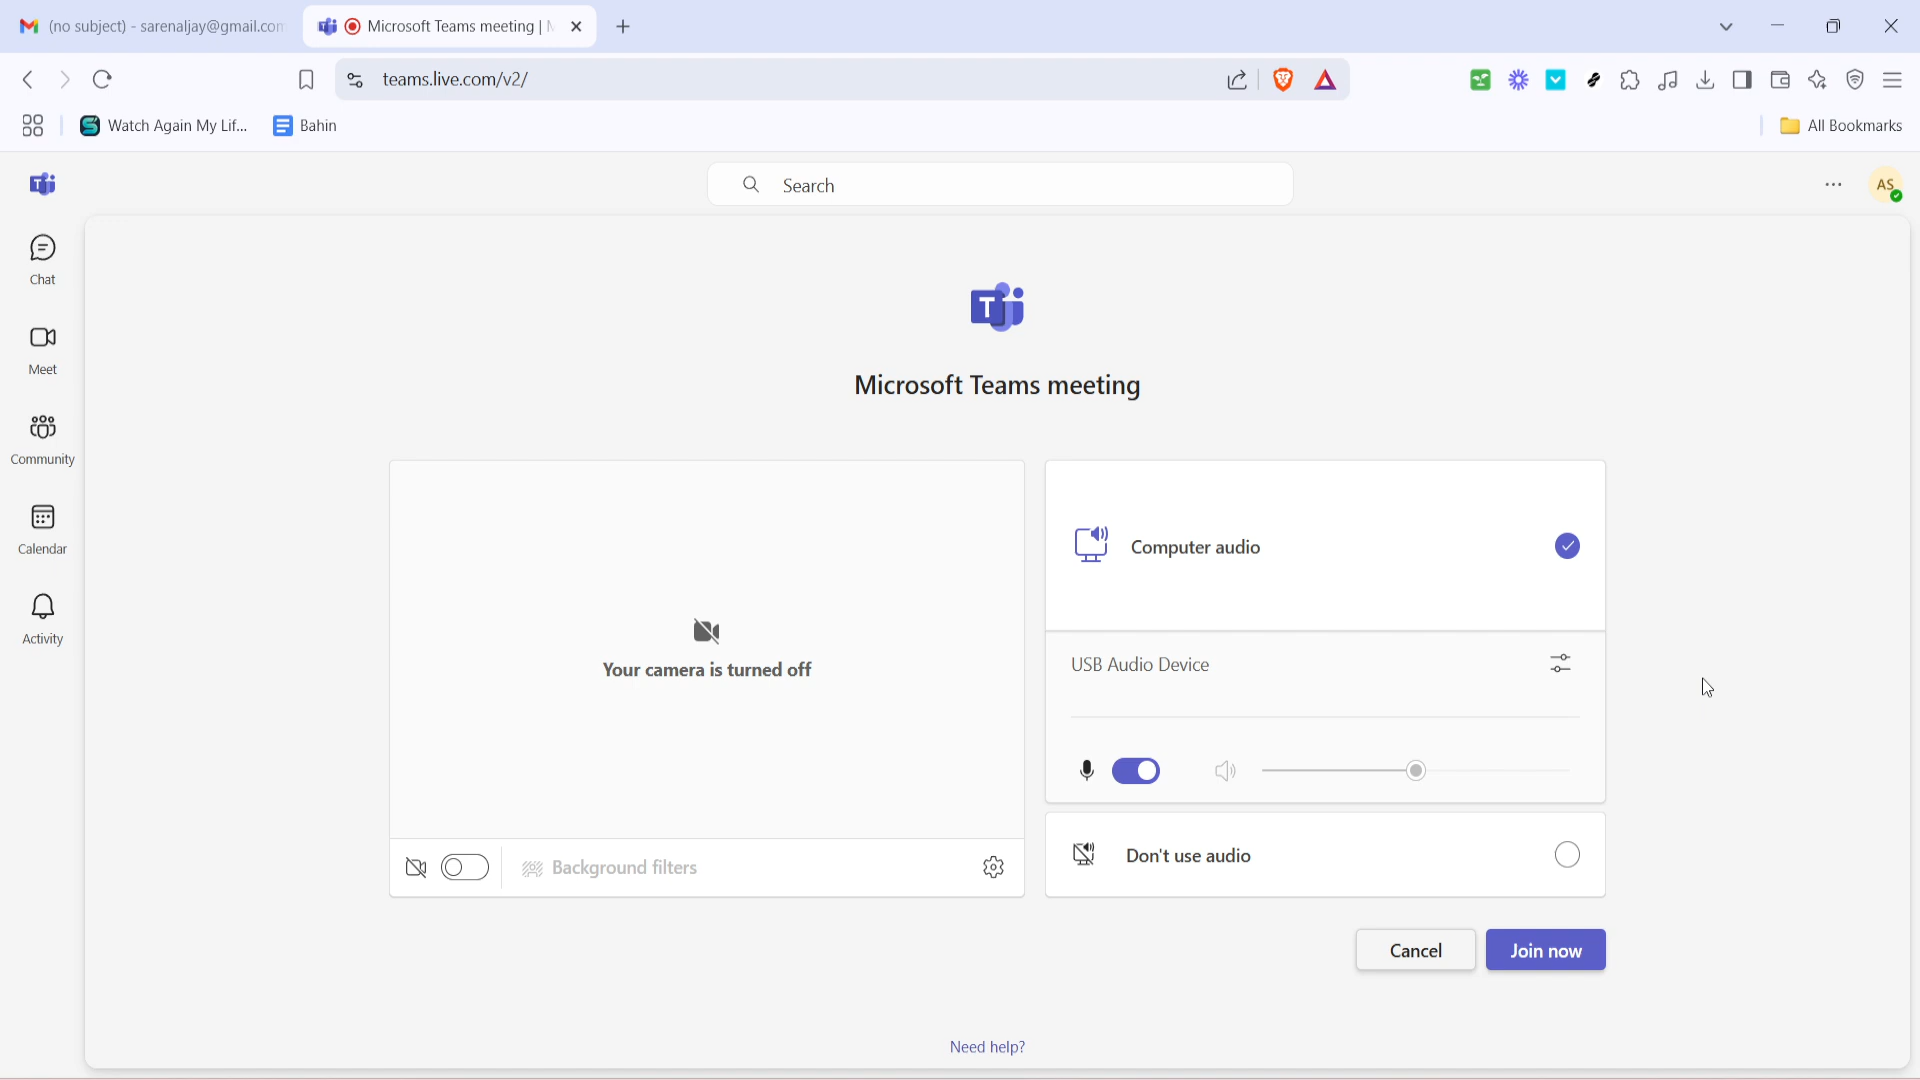 (no subject) - sarenaljay@gmail.com
Microsoft Teams meeting |
teams.live.com/v2/
Watch Again My Lif...
Bahin
All Bookmarks
Search
AS
Chat
Meet
Community
Calendar
Activity
Microsoft Teams meeting
Your camera is turned off
Background filters
Computer audio
USB Audio Device
Don't use audio
Cancel
Join now
Need help?